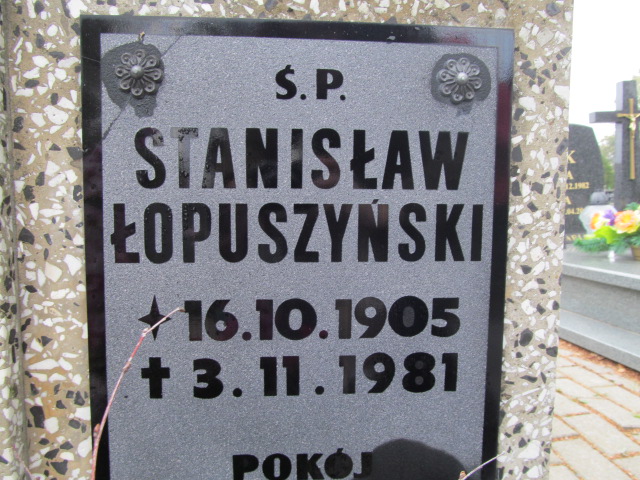 Ś.P.
STANISŁAW
ŁOPUSZYŃSKI
16.10.1905
✝ 3.11.1981
POKÓJ